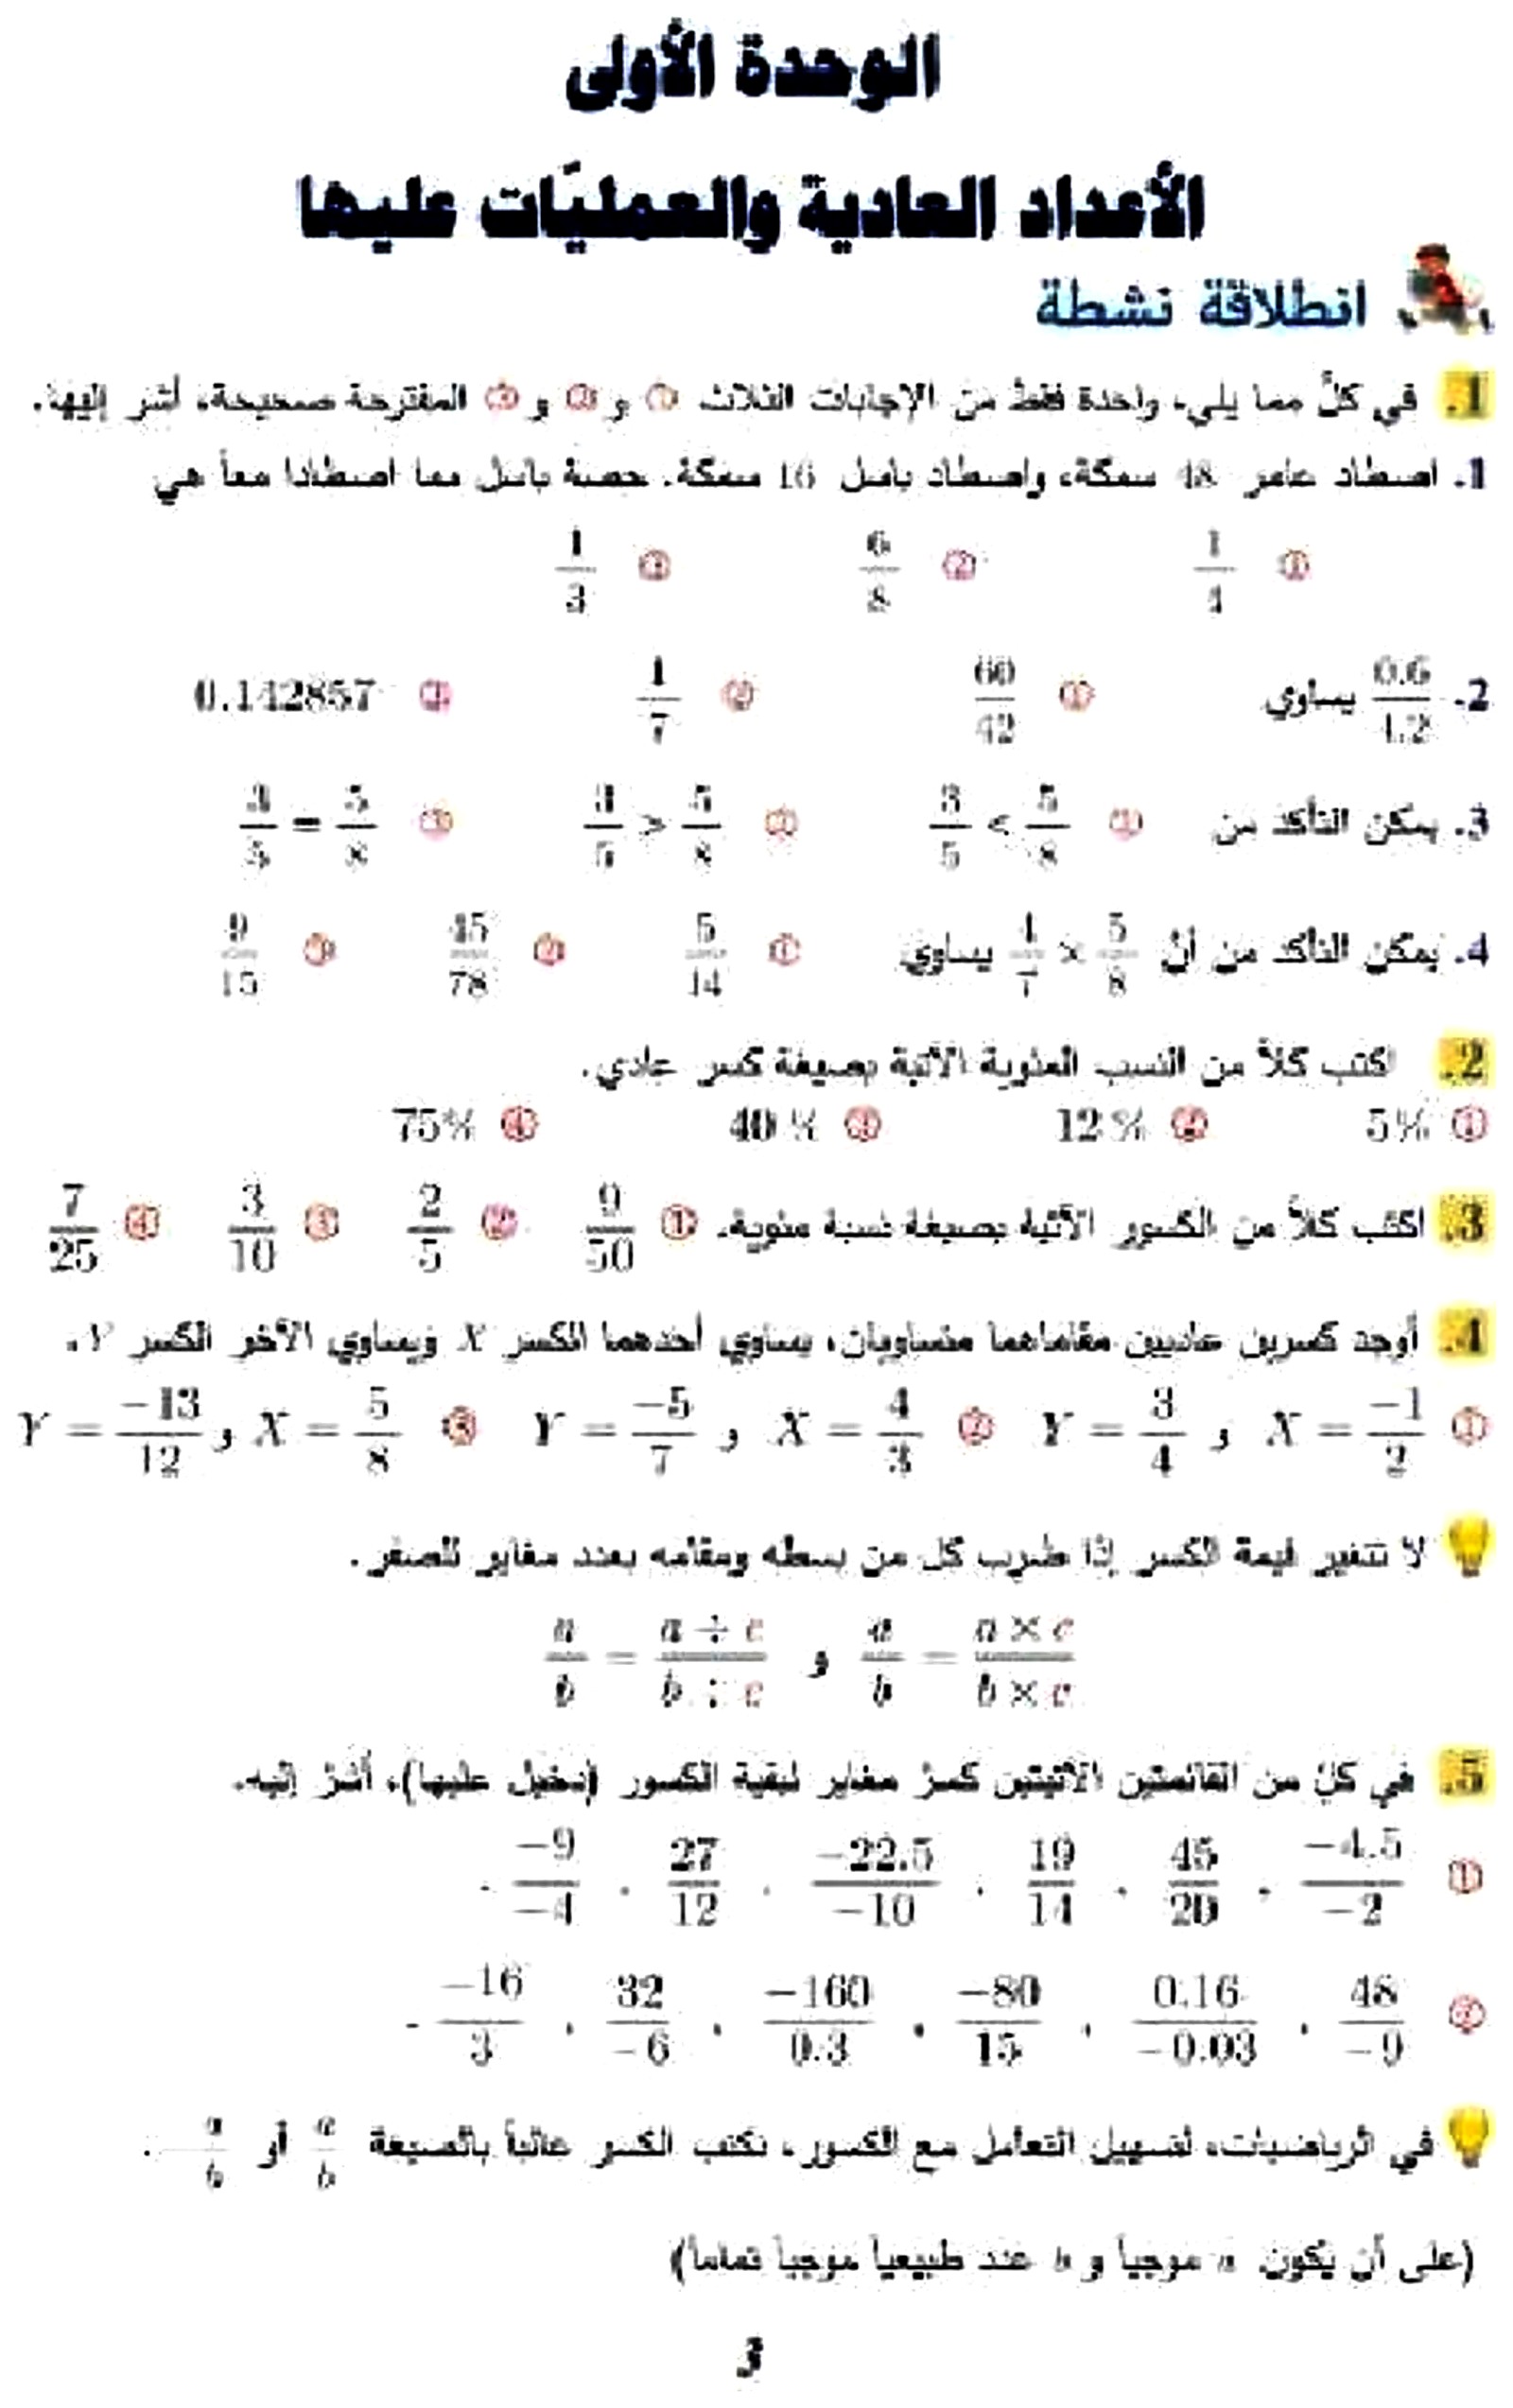 الوحدة الأولى
الأعداد العادية والعمليّات عليها
انطلاقة نشطة
1. في كلّ مما يلي، واحدة فقط من الإجابات الثلاث ① و ② و ③ المقترحة صحيحة، أشر إليها.
1. اصطاد عامر 48 سمكة، واصطاد باسل 16 سمكة. حصة باسل مما اصطادا معاً هي
① 1/4 ② 6/8 ③ 1/3
2. 0.6/4.2 يساوي ① 60/42 ② 1/7 ③ 0.142857
3. يمكن التأكد من ① 3/5 < 5/8 ② 3/5 > 5/8 ③ 3/5 = 5/8
4. يمكن التأكد من أنّ 4/7 × 5/8 يساوي ① 5/14 ② 45/78 ③ 9/15
2. اكتب كلاً من النسب المئوية الآتية بصيغة كسر عادي.
① 5% ② 12% ③ 40% ④ 75%
3. اكتب كلاً من الكسور الآتية بصيغة نسبة مئوية. ① 9/50 ② 2/5 ③ 3/10 ④ 7/25
4. أوجد كسرين عاديين مقاماهما متساويان، يساوي أحدهما الكسر X ويساوي الآخر الكسر Y.
① X = -1/2 و Y = 3/4 ② X = 4/3 و Y = -5/7 ③ X = 5/8 و Y = -13/12
لا تتغير قيمة الكسر إذا ضرب كل من بسطه ومقامه بعدد مغاير للصفر.
a/b = (a × c)/(b × c) و a/b = (a ÷ c)/(b ÷ c)
5. في كلّ من القائمتين الآتيتين كسرٌ مغاير لبقية الكسور (دخيل عليها)، أشرْ إليه.
① -4.5/-2 , 45/20 , 19/14 , -22.5/-10 , 27/12 , -9/-4 .
② 48/-9 , 0.16/-0.03 , -80/15 , -160/0.3 , 32/-6 , -16/3 .
في الرياضيات، لتسهيل التعامل مع الكسور، نكتب الكسر غالباً بالصيغة a/b أو -a/b .
(على أن يكون a موجباً و b عند طبيعياً موجباً تماماً)
3